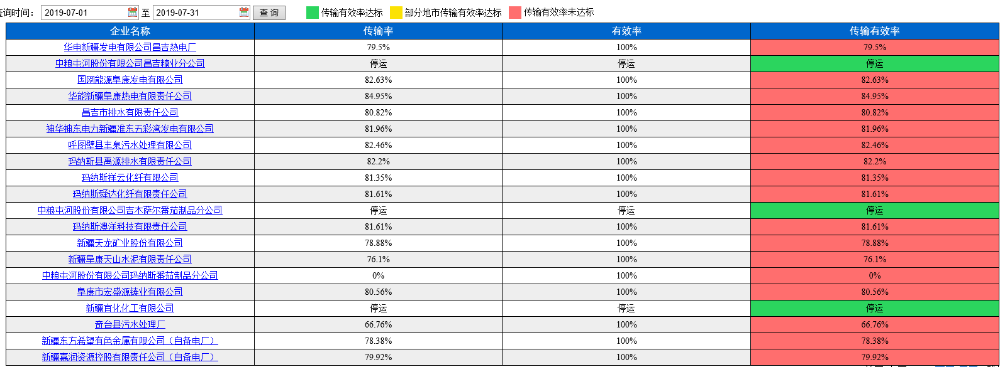 查询时间： 2019-07-01 至 2019-07-31 查 询 传输有效率达标 部分地市传输有效率达标 传输有效率未达标
企业名称 传输率 有效率 传输有效率
华电新疆发电有限公司昌吉热电厂 79.5% 100% 79.5%
中粮屯河股份有限公司昌吉糖业分公司 停运 停运 停运
国网能源阜康发电有限公司 82.63% 100% 82.63%
华能新疆阜康热电有限责任公司 84.95% 100% 84.95%
昌吉市排水有限责任公司 80.82% 100% 80.82%
神华神东电力新疆准东五彩湾发电有限公司 81.96% 100% 81.96%
呼图壁县丰泉污水处理有限公司 82.46% 100% 82.46%
玛纳斯县禹源排水有限责任公司 82.2% 100% 82.2%
玛纳斯祥云化纤有限公司 81.35% 100% 81.35%
玛纳斯舜达化纤有限责任公司 81.61% 100% 81.61%
中粮屯河股份有限公司吉木萨尔番茄制品分公司 停运 停运 停运
玛纳斯澳洋科技有限责任公司 81.61% 100% 81.61%
新疆天龙矿业股份有限公司 78.88% 100% 78.88%
新疆阜康天山水泥有限责任公司 76.1% 100% 76.1%
中粮屯河股份有限公司玛纳斯番茄制品分公司 0% 100% 0%
阜康市宏盛源铸业有限公司 80.56% 100% 80.56%
新疆宜化化工有限公司 停运 停运 停运
奇台县污水处理厂 66.76% 100% 66.76%
新疆东方希望有色金属有限公司（自备电厂） 78.38% 100% 78.38%
新疆嘉润资源控股有限责任公司（自备电厂） 79.92% 100% 79.92%